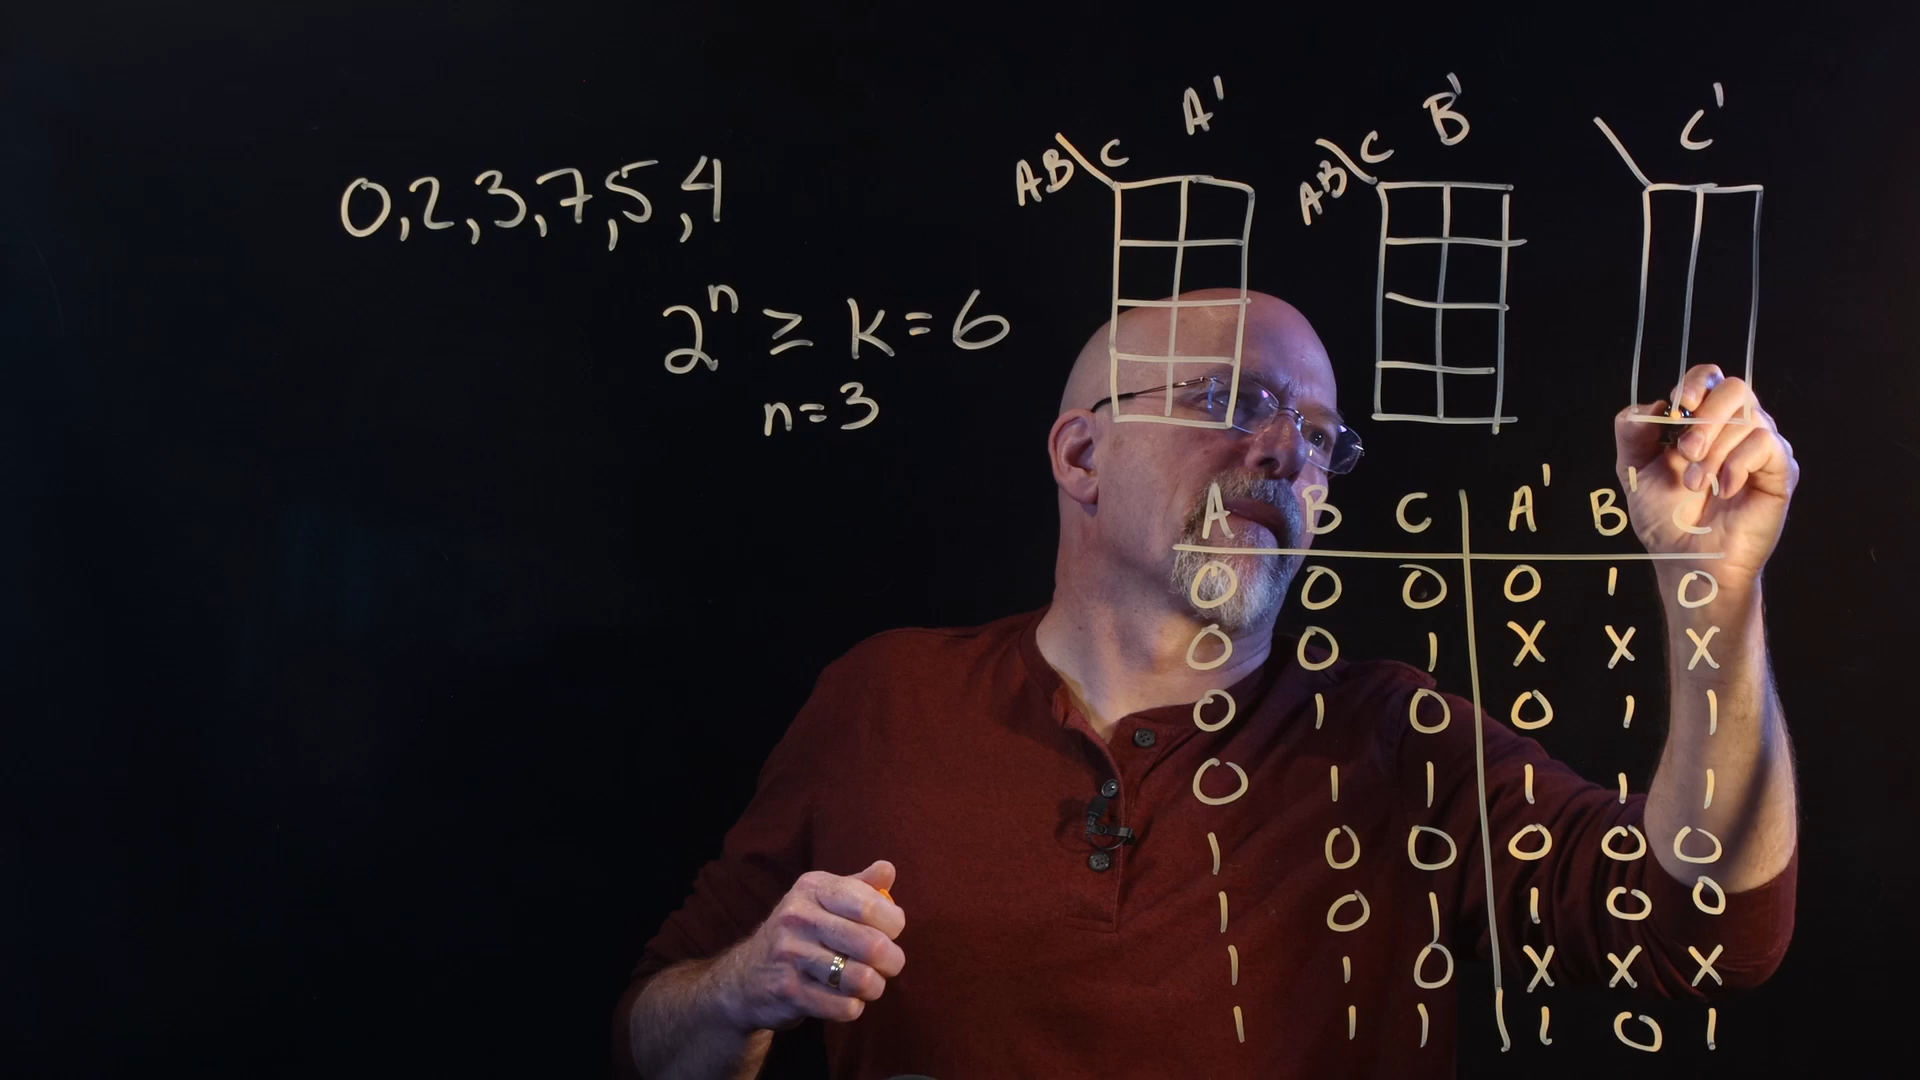 0,2,3,7,5,4
2ⁿ ≥ k=6
n=3
A'
AB\C
B'
AB\C
C'
A B C A' B' C'
0 0 0 0 1 0
0 0 1 X X X
0 1 0 0 1 1
0 1 1 1 1 1
1 0 0 0 0 0
1 0 1 1 0 0
1 1 0 X X X
1 1 1 1 0 1